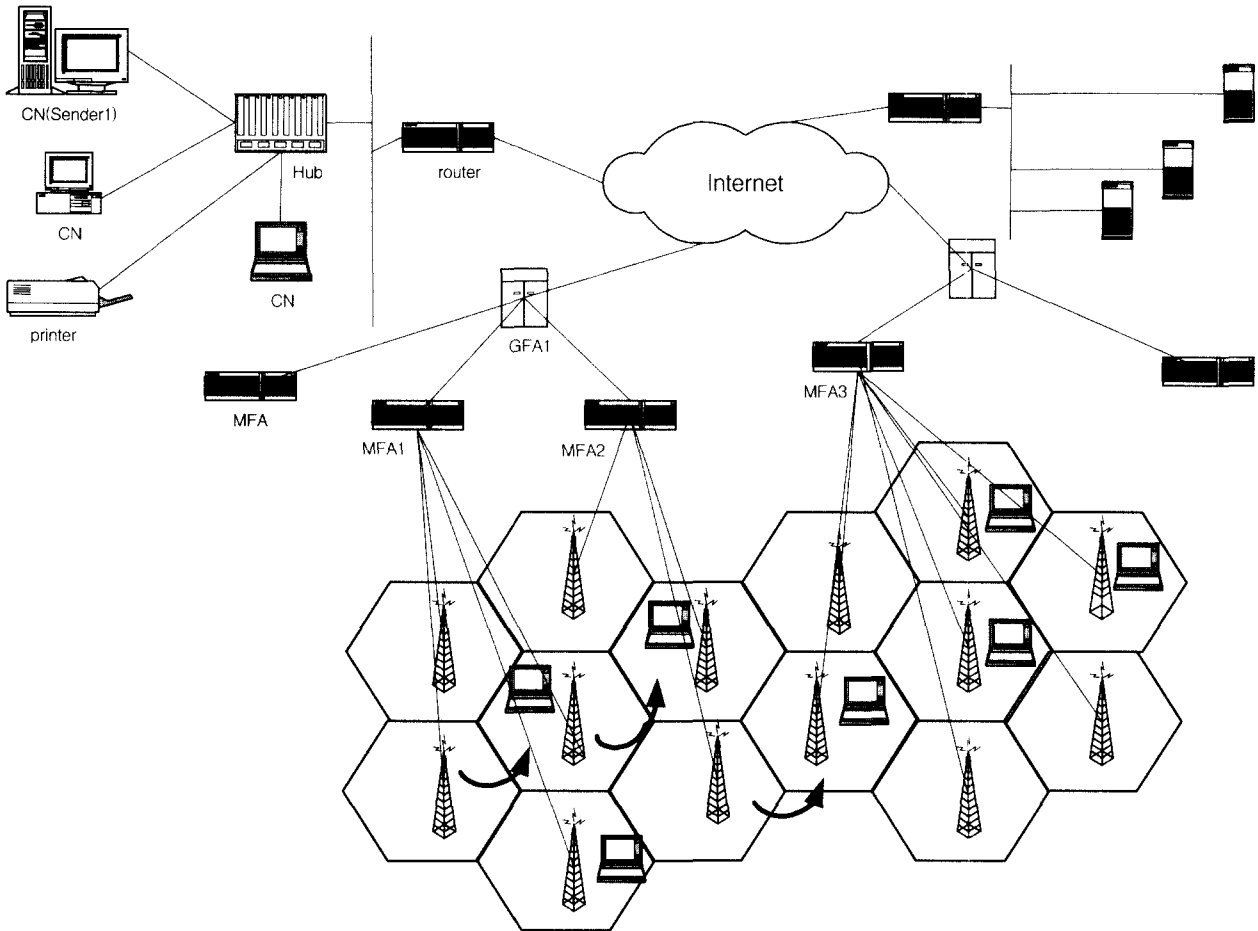 CN(Sender1)
Hub
router
Internet
CN
CN
printer
GFA1
MFA
MFA1
MFA2
MFA3